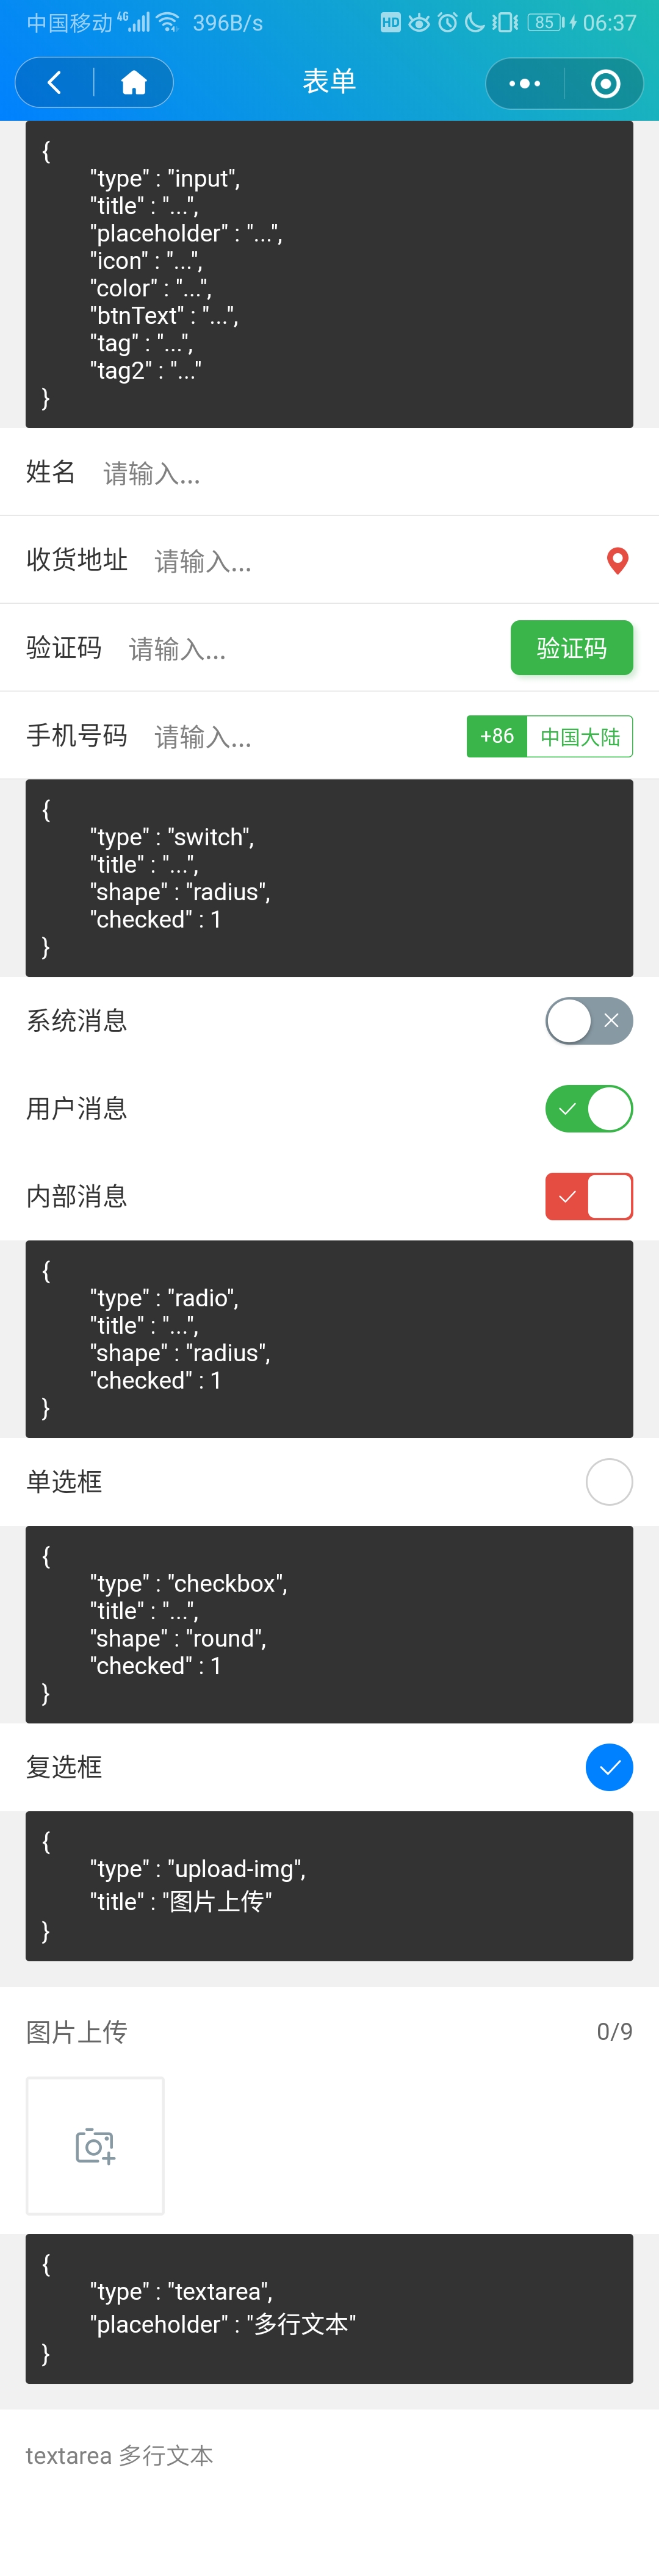 中国移动 4G 396B/s HD 85 06:37
表单
{
"type" : "input",
"title" : "...",
"placeholder" : "...",
"icon" : "...",
"color" : "...",
"btnText" : "...",
"tag" : "...",
"tag2" : "..."
}
姓名 请输入...
收货地址 请输入...
验证码 请输入... 验证码
手机号码 请输入... +86 中国大陆
{
"type" : "switch",
"title" : "...",
"shape" : "radius",
"checked" : 1
}
系统消息
用户消息
内部消息
{
"type" : "radio",
"title" : "...",
"shape" : "radius",
"checked" : 1
}
单选框
{
"type" : "checkbox",
"title" : "...",
"shape" : "round",
"checked" : 1
}
复选框
{
"type" : "upload-img",
"title" : "图片上传"
}
图片上传 0/9
{
"type" : "textarea",
"placeholder" : "多行文本"
}
textarea 多行文本